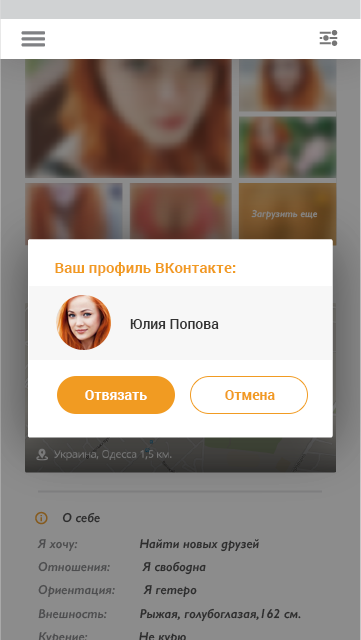 Загрузить еще
Ваш профиль ВКонтакте:
Юлия Попова
Отвязать Отмена
Украина, Одесса 1,5 км.
О себе
Я хочу: Найти новых друзей
Отношения: Я свободна
Ориентация: Я гетеро
Внешность: Рыжая, голубоглазая,162 см.
Курение: Не курю